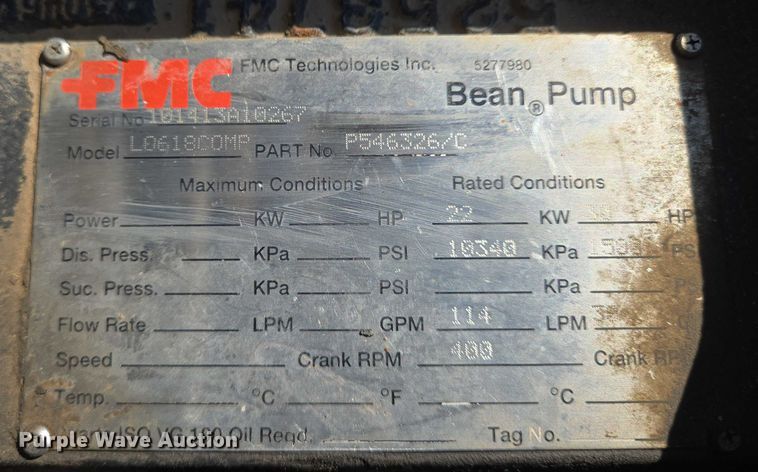 FMC FMC Technologies Inc. 5277980
Bean® Pump
Serial No. 101413A10267
Model L0618COMP PART No. P546326/C
Maximum Conditions Rated Conditions
Power KW HP 22 KW HP
Dis. Press. KPa PSI 10340 KPa PS
Suc. Press. KPa PSI KPa
Flow Rate LPM GPM 114 LPM
Speed Crank RPM 400 Crank
Temp. °C °F °C
ISO VG Oil Reqd. Tag No.
Purple Wave Auction